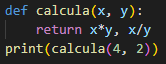 def calcula(x, y):
    return x*y, x/y
print(calcula(4, 2))